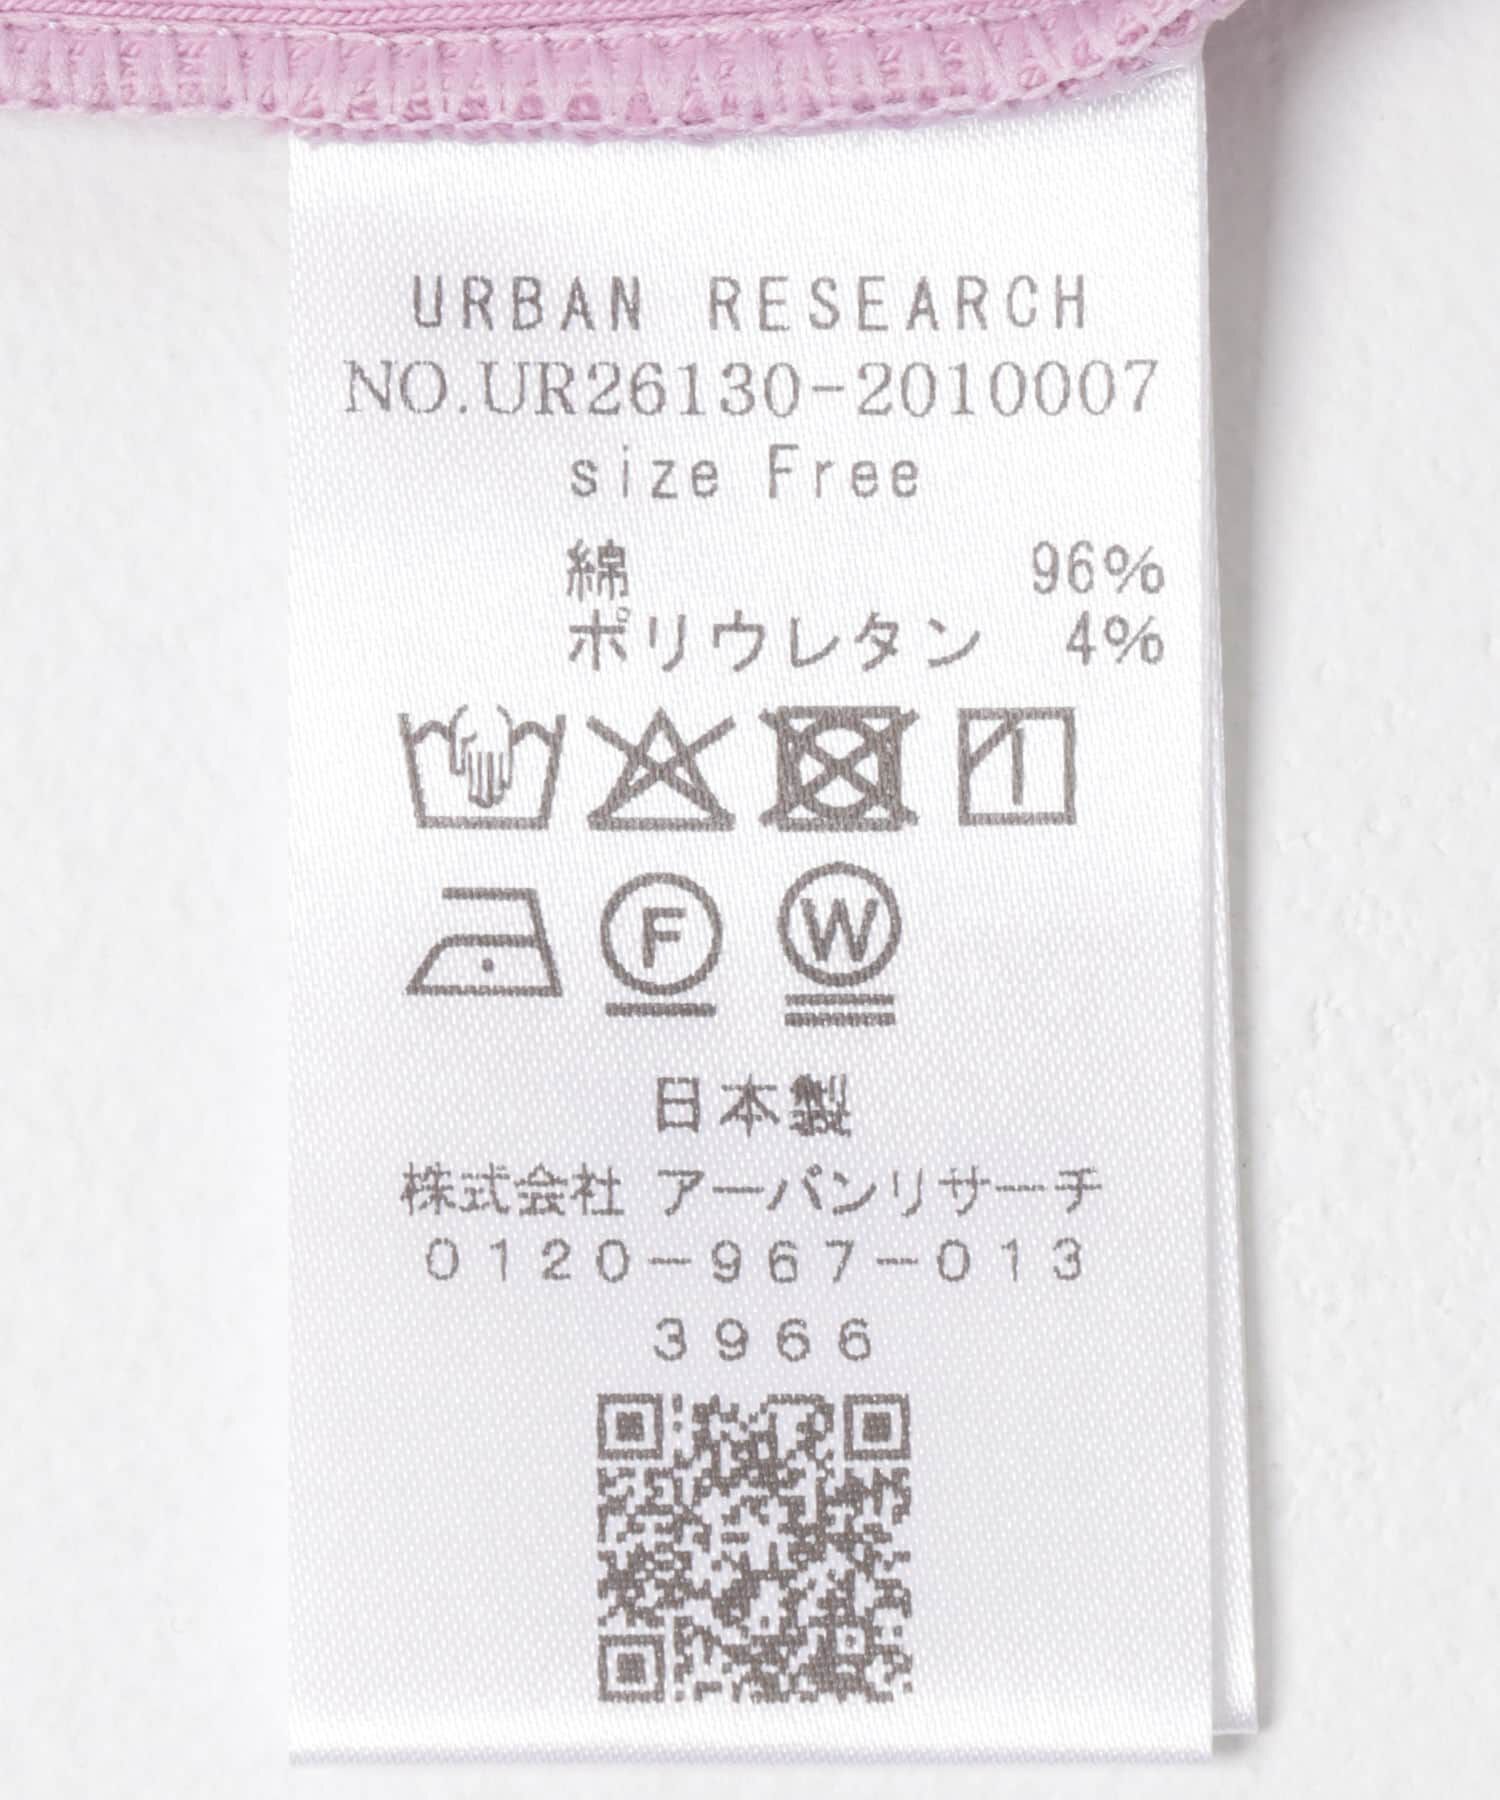 URBAN RESEARCH
NO.UR26130-2010007
size Free
綿 96%
ポリウレタン 4%
F W
日本製
株式会社 アーバンリサーチ
0120-967-013
3966